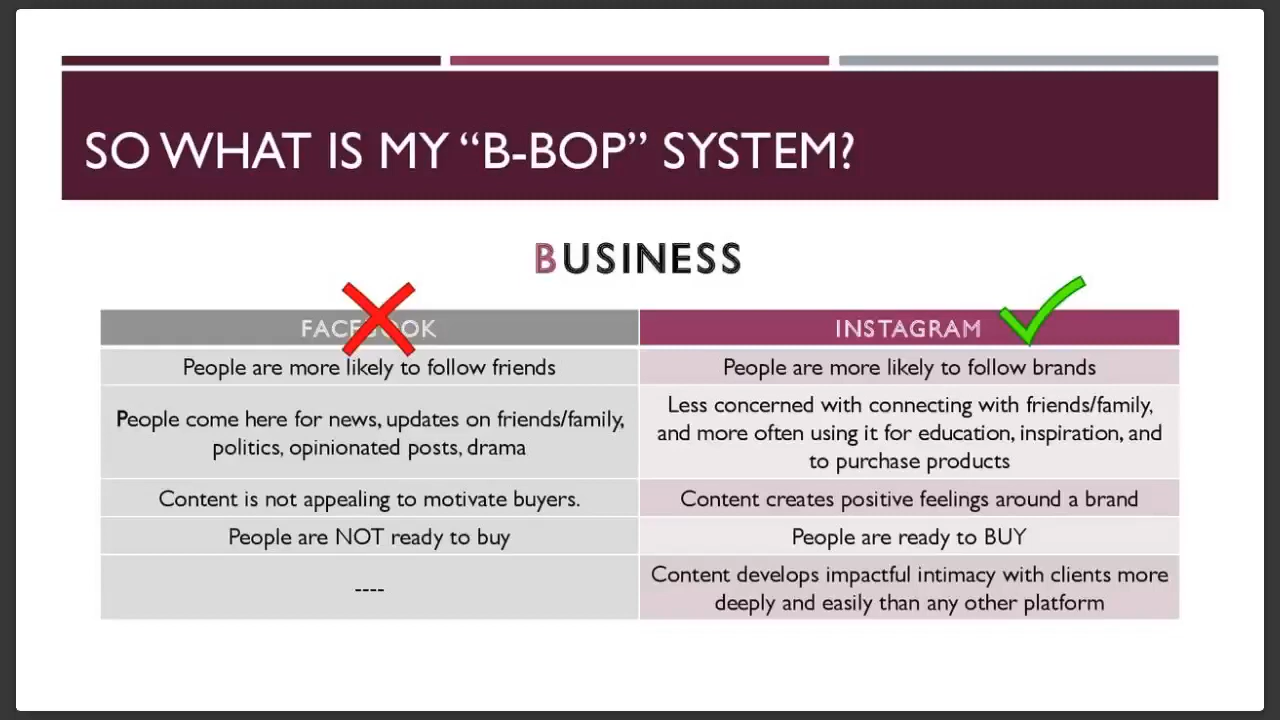 SO WHAT IS MY “B-BOP” SYSTEM?
BUSINESS
FACEBOOK
INSTAGRAM
People are more likely to follow friends
People are more likely to follow brands
People come here for news, updates on friends/family,
politics, opinionated posts, drama
Less concerned with connecting with friends/family,
and more often using it for education, inspiration, and
to purchase products
Content is not appealing to motivate buyers.
Content creates positive feelings around a brand
People are NOT ready to buy
People are ready to BUY
----
Content develops impactful intimacy with clients more
deeply and easily than any other platform